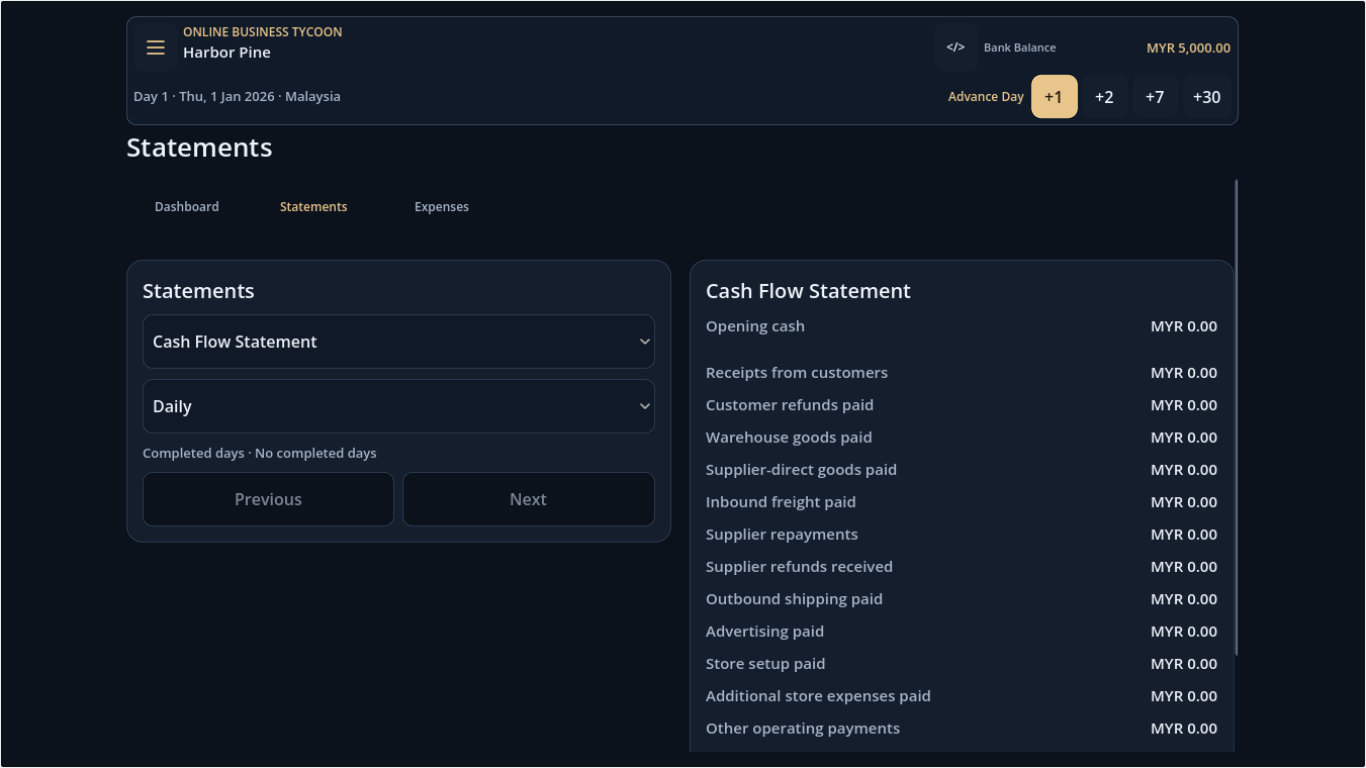 ONLINE BUSINESS TYCOON
Harbor Pine
</> Bank Balance MYR 5,000.00
Day 1 · Thu, 1 Jan 2026 · Malaysia
Advance Day +1 +2 +7 +30
Statements
Dashboard Statements Expenses
Statements
Cash Flow Statement
Daily
Completed days · No completed days
Previous Next
Cash Flow Statement
Opening cash MYR 0.00
Receipts from customers MYR 0.00
Customer refunds paid MYR 0.00
Warehouse goods paid MYR 0.00
Supplier-direct goods paid MYR 0.00
Inbound freight paid MYR 0.00
Supplier repayments MYR 0.00
Supplier refunds received MYR 0.00
Outbound shipping paid MYR 0.00
Advertising paid MYR 0.00
Store setup paid MYR 0.00
Additional store expenses paid MYR 0.00
Other operating payments MYR 0.00